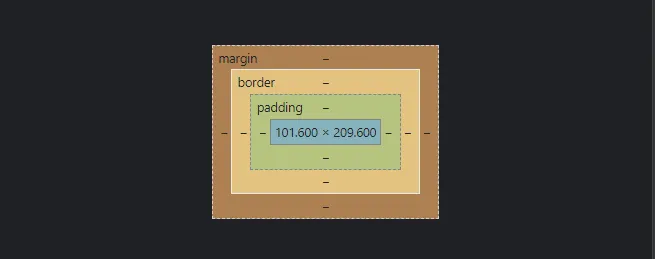 margin –
border –
padding –
– – – 101.600 × 209.600 – – –
–
–
–